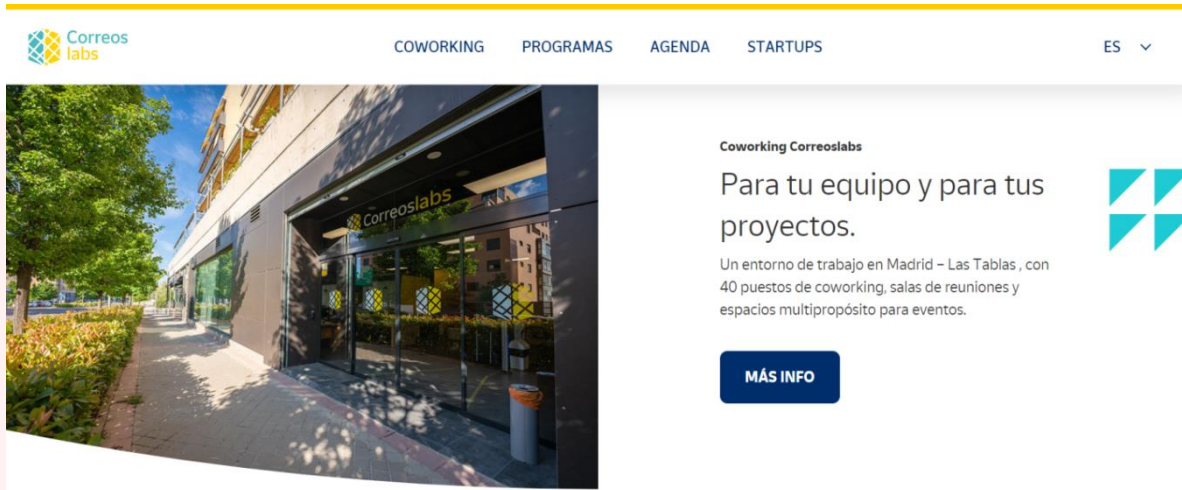 Correos
labs
COWORKING PROGRAMAS AGENDA STARTUPS
ES
Correoslabs
Coworking Correoslabs
Para tu equipo y para tus
proyectos.
Un entorno de trabajo en Madrid – Las Tablas , con
40 puestos de coworking, salas de reuniones y
espacios multipropósito para eventos.
MÁS INFO